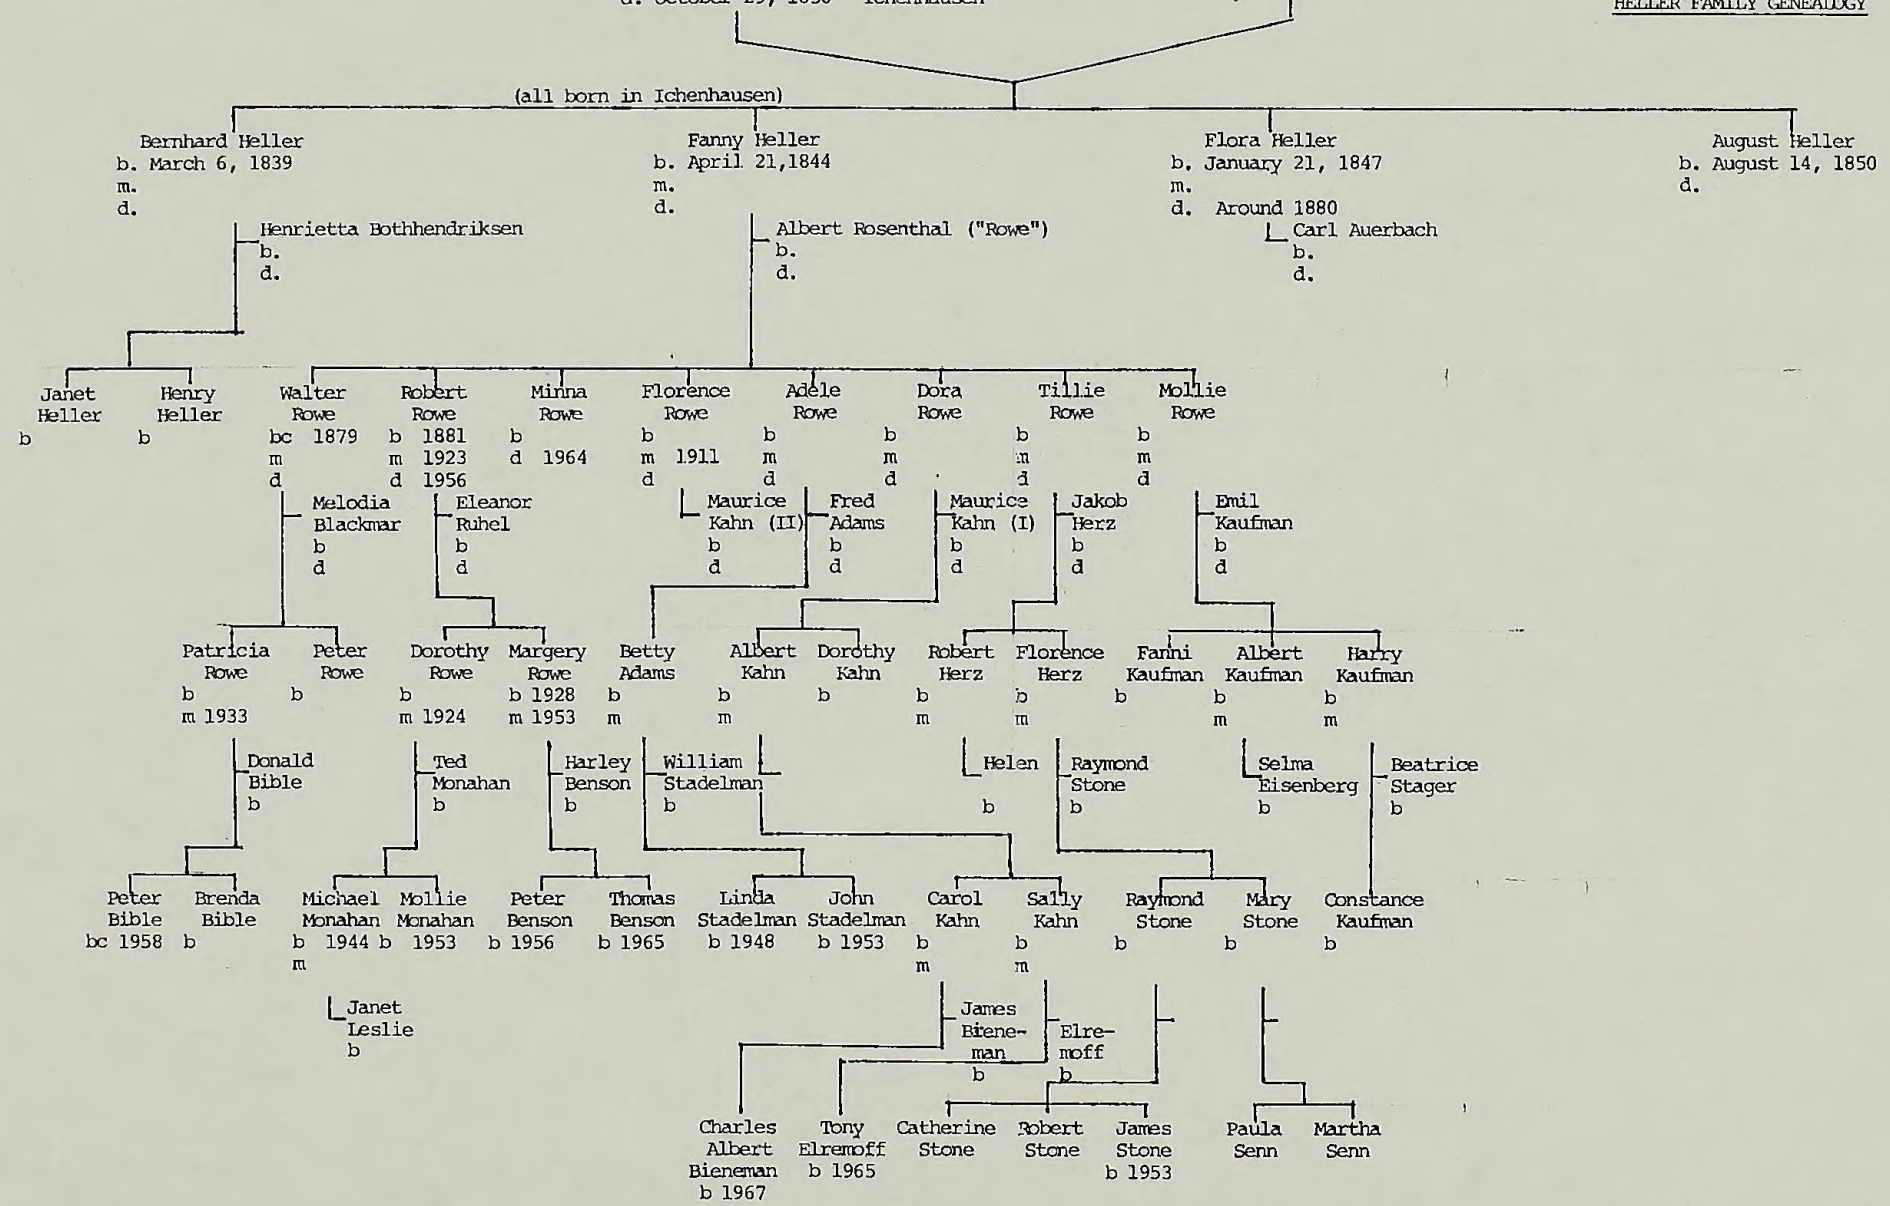 d. October 29, 1850 - Ichenhausen
HELLER FAMILY GENEALOGY
(all born in Ichenhausen)
Bernhard Heller
b. March 6, 1839
m.
d.
Henrietta Bothhendriksen
b.
d.
Fanny Heller
b. April 21,1844
m.
d.
Albert Rosenthal ("Rowe")
b.
d.
Flora Heller
b. January 21, 1847
m.
d. Around 1880
Carl Auerbach
b.
d.
August Heller
b. August 14, 1850
d.
Janet
Heller
b
Henry
Heller
b
Walter
Rowe
bc 1879
m
d
Melodia
Blackmar
b
d
Robert
Rowe
b 1881
m 1923
d 1956
Eleanor
Ruhel
b
d
Minna
Rowe
b
d 1964
Florence
Rowe
b
m 1911
d
Maurice
Kahn (II)
b
d
Adele
Rowe
b
m
d
Fred
Adams
b
d
Dora
Rowe
b
m
d
Maurice
Kahn (I)
b
d
Tillie
Rowe
b
m
d
Jakob
Herz
b
d
Mollie
Rowe
b
m
d
Emil
Kaufman
b
d
Patricia
Rowe
b
m 1933
Donald
Bible
b
Peter
Rowe
b
Dorothy
Rowe
b
m 1924
Ted
Monahan
b
Margery
Rowe
b 1928
m 1953
Harley
Benson
b
Betty
Adams
b
m
William
Stadelman
b
Albert
Kahn
b
m
Dorothy
Kahn
b
Robert
Herz
b
m
Helen
b
Florence
Herz
b
m
Raymond
Stone
b
Fanni
Kaufman
b
Albert
Kaufman
b
m
Selma
Eisenberg
b
Harry
Kaufman
b
m
Beatrice
Stager
b
Peter
Bible
bc 1958
Brenda
Bible
b
Michael
Monahan
b 1944
m
Janet
Leslie
b
Mollie
Monahan
b 1953
Peter
Benson
b 1956
Thomas
Benson
b 1965
Linda
Stadelman
b 1948
John
Stadelman
b 1953
Carol
Kahn
b
m
James
Biene-
man
b
Sally
Kahn
b
m
Elre-
moff
b
Raymond
Stone
b
Mary
Stone
b
Constance
Kaufman
b
Charles
Albert
Bieneman
b 1967
Tony
Elremoff
b 1965
Catherine
Stone
Robert
Stone
James
Stone
b 1953
Paula
Senn
Martha
Senn